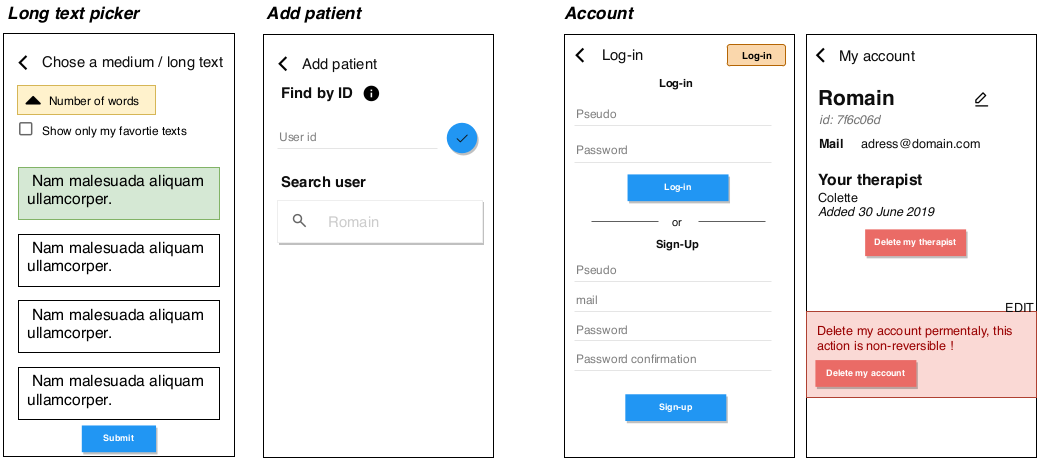 Long text picker
Chose a medium / long text
Number of words
Show only my favortie texts
Nam malesuada aliquam
ullamcorper.
Nam malesuada aliquam
ullamcorper.
Nam malesuada aliquam
ullamcorper.
Nam malesuada aliquam
ullamcorper.
Submit
Add patient
Add patient
Find by ID
User id
Search user
Romain
Account
Log-in
Log-in
Log-in
Pseudo
Password
Log-in
or
Sign-Up
Pseudo
mail
Password
Password confirmation
Sign-up
My account
Romain
id: 7f6c06d
Mail adress@domain.com
Your therapist
Colette
Added 30 June 2019
Delete my therapist
EDIT
Delete my account permentaly, this
action is non-reversible !
Delete my account